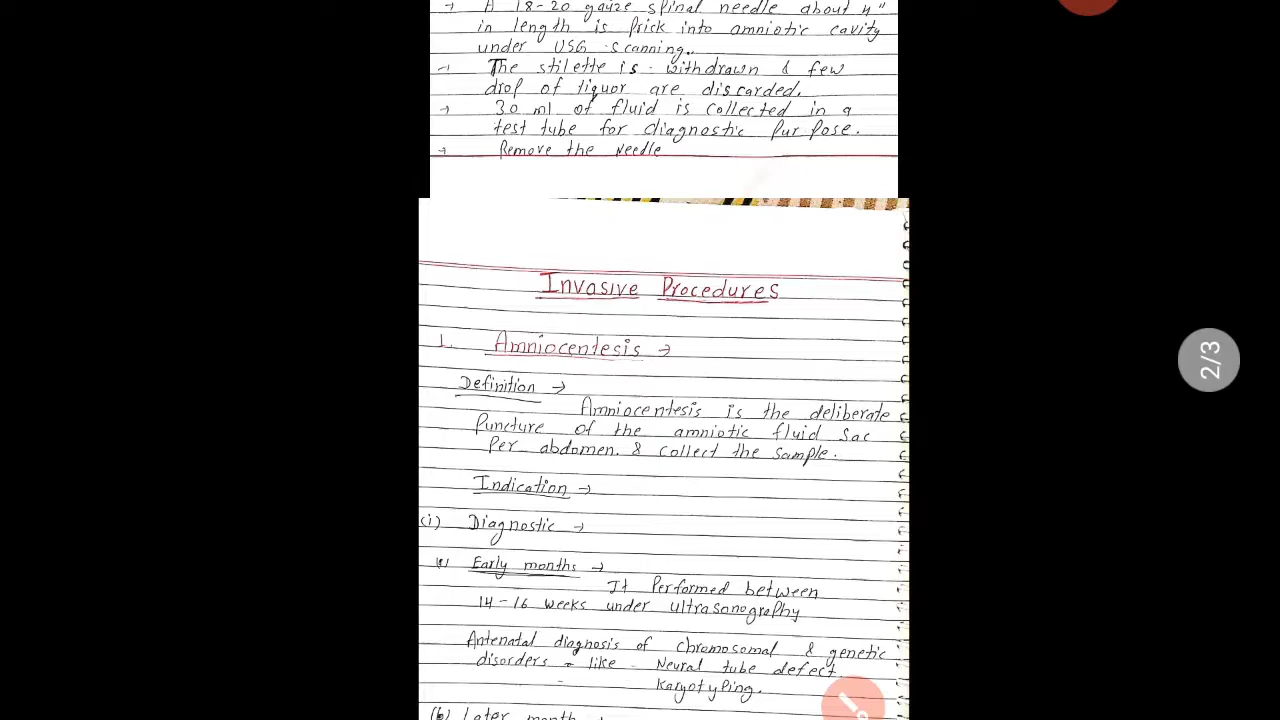 → A 18-20 gauze spinal needle about 4"
in length is prick into amniotic cavity
under USG scanning.
→ The stilette is withdrawn & few
drop of liquor are discarded.
→ 30 ml of fluid is collected in a
test tube for diagnostic purpose.
→ Remove the Needle
Invasive Procedures
1. Amniocentesis →
Definition →
Amniocentesis is the deliberate
Puncture of the amniotic fluid sac
Per abdomen & collect the sample.
Indication →
(i) Diagnostic →
Early months →
It Performed between
14-16 weeks under ultrasonography
Antenatal diagnosis of chromosomal & genetic
disorders - like - Neural tube defect
- Karyotyping.
(b) Later month
2/3